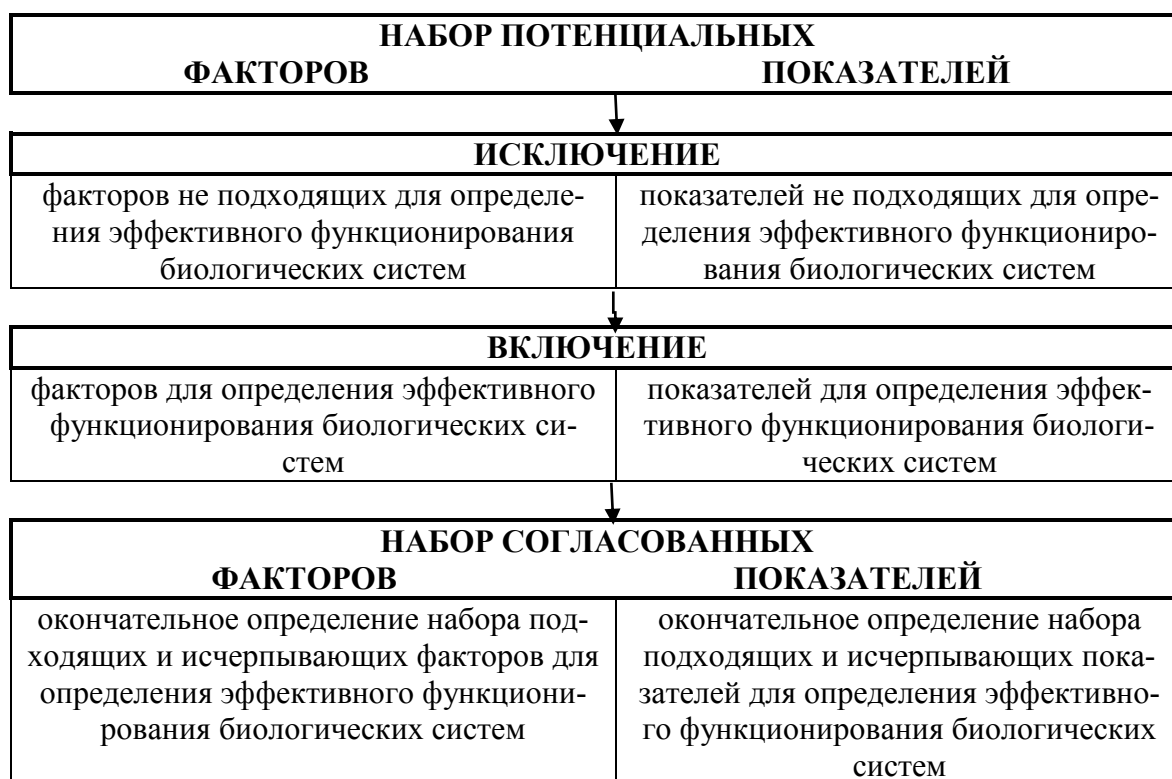 НАБОР ПОТЕНЦИАЛЬНЫХ
ФАКТОРОВ ПОКАЗАТЕЛЕЙ
ИСКЛЮЧЕНИЕ
факторов не подходящих для определе-
ния эффективного функционирования
биологических систем
показателей не подходящих для опре-
деления эффективного функциониро-
вания биологических систем
ВКЛЮЧЕНИЕ
факторов для определения эффективного
функционирования биологических си-
стем
показателей для определения эффек-
тивного функционирования биологи-
ческих систем
НАБОР СОГЛАСОВАННЫХ
ФАКТОРОВ ПОКАЗАТЕЛЕЙ
окончательное определение набора под-
ходящих и исчерпывающих факторов для
определения эффективного функциони-
рования биологических систем
окончательное определение набора
подходящих и исчерпывающих пока-
зателей для определения эффективно-
го функционирования биологических
систем